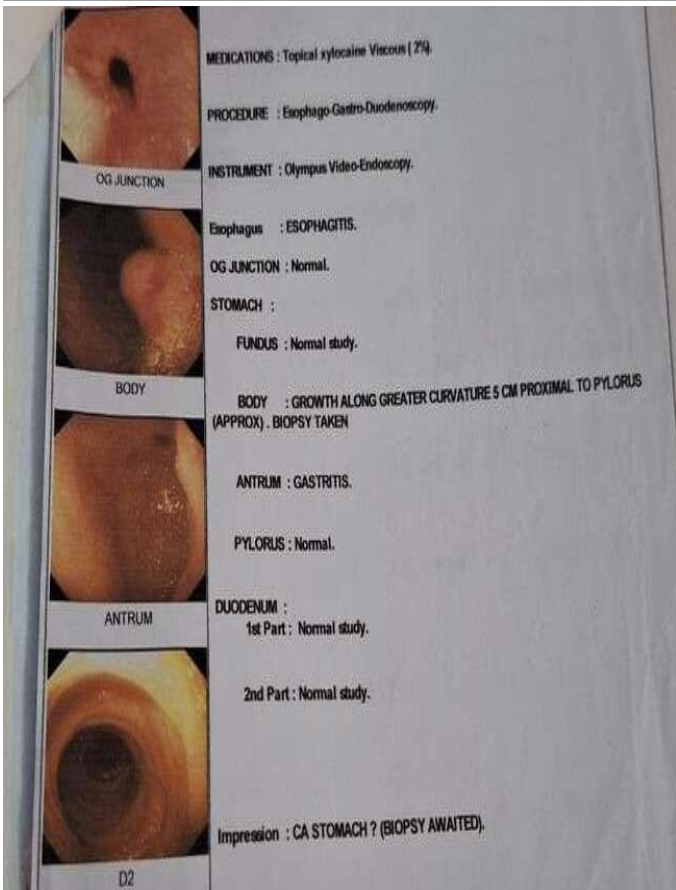 MEDICATIONS : Topical xylocaine Viscous ( 2%).
PROCEDURE : Esophago-Gastro-Duodenoscopy.
OG JUNCTION
INSTRUMENT : Olympus Video-Endoscopy.
Esophagus : ESOPHAGITIS.
OG JUNCTION : Normal.
STOMACH :
FUNDUS : Normal study.
BODY
BODY : GROWTH ALONG GREATER CURVATURE 5 CM PROXIMAL TO PYLORUS
(APPROX) . BIOPSY TAKEN
ANTRUM : GASTRITIS.
PYLORUS : Normal.
ANTRUM
DUODENUM :
1st Part : Normal study.
2nd Part : Normal study.
Impression : CA STOMACH ? (BIOPSY AWAITED).
D2